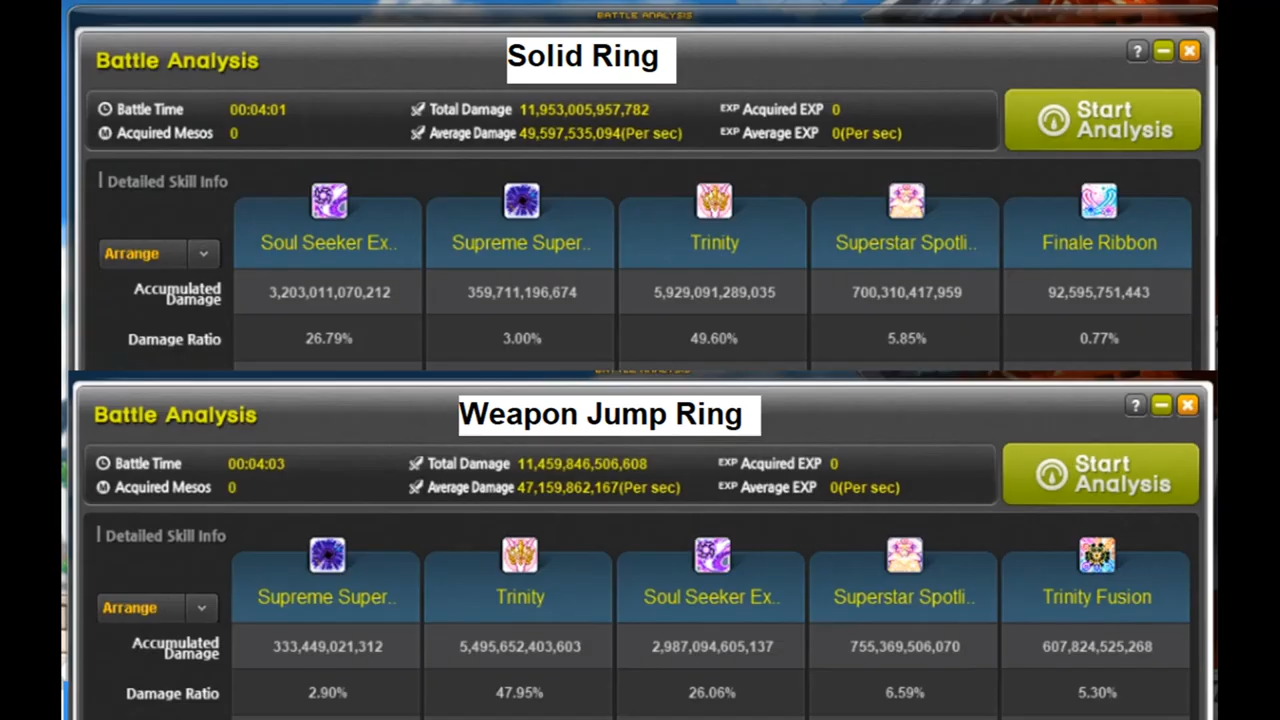 BATTLE ANALYSIS
Battle Analysis
Solid Ring
?
Battle Time 00:04:01 Total Damage 11,953,005,957,782 EXP Acquired EXP 0
M Acquired Mesos 0 Average Damage 49,597,535,094(Per sec) EXP Average EXP 0(Per sec)
Start
Analysis
Detailed Skill Info
Arrange
Soul Seeker Ex.. Supreme Super.. Trinity Superstar Spotli.. Finale Ribbon
Accumulated
Damage
3,203,011,070,212 359,711,196,674 5,929,091,289,035 700,310,417,959 92,595,751,443
Damage Ratio 26.79% 3.00% 49.60% 5.85% 0.77%
Battle Analysis
Weapon Jump Ring
?
Battle Time 00:04:03 Total Damage 11,459,846,506,608 EXP Acquired EXP 0
M Acquired Mesos 0 Average Damage 47,159,862,167(Per sec) EXP Average EXP 0(Per sec)
Start
Analysis
Detailed Skill Info
Arrange
Supreme Super.. Trinity Soul Seeker Ex.. Superstar Spotli.. Trinity Fusion
Accumulated
Damage
333,449,021,312 5,495,652,403,603 2,987,094,605,137 755,369,506,070 607,824,525,268
Damage Ratio 2.90% 47.95% 26.06% 6.59% 5.30%